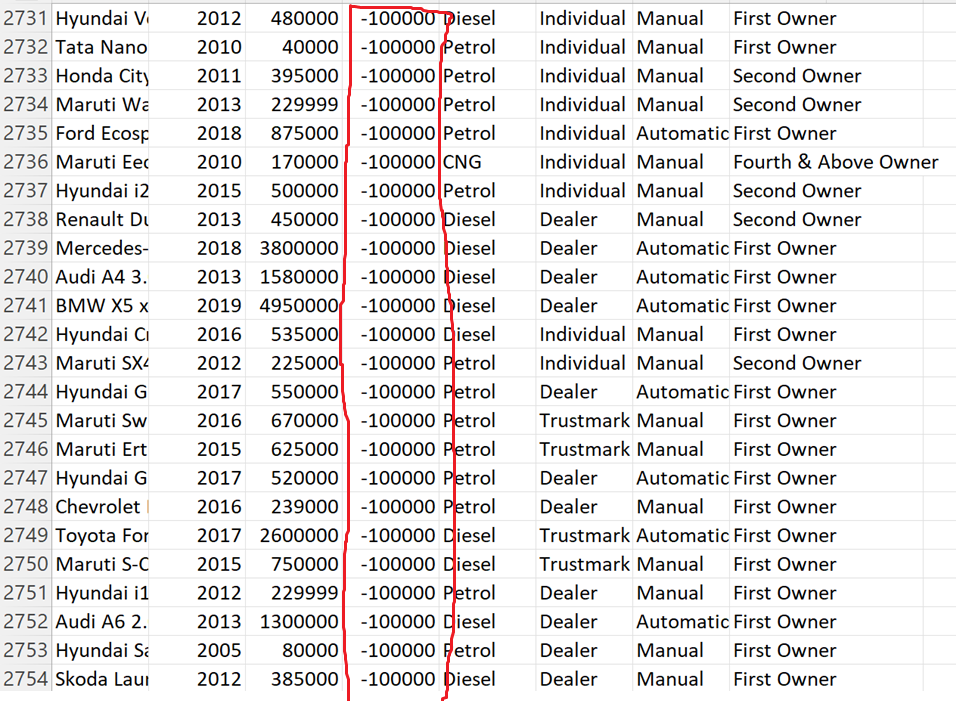 2731 Hyundai Ve 2012 480000 -100000 Diesel Individual Manual First Owner
2732 Tata Nano 2010 40000 -100000 Petrol Individual Manual First Owner
2733 Honda City 2011 395000 -100000 Petrol Individual Manual Second Owner
2734 Maruti Wa 2013 229999 -100000 Petrol Individual Manual Second Owner
2735 Ford Ecosp 2018 875000 -100000 Petrol Individual Automatic First Owner
2736 Maruti Eec 2010 170000 -100000 CNG Individual Manual Fourth & Above Owner
2737 Hyundai i2 2015 500000 -100000 Petrol Individual Manual Second Owner
2738 Renault Du 2013 450000 -100000 Diesel Dealer Manual Second Owner
2739 Mercedes- 2018 3800000 -100000 Diesel Dealer Automatic First Owner
2740 Audi A4 3. 2013 1580000 -100000 Diesel Dealer Automatic First Owner
2741 BMW X5 x 2019 4950000 -100000 Diesel Dealer Automatic First Owner
2742 Hyundai Cr 2016 535000 -100000 Diesel Individual Manual First Owner
2743 Maruti SX4 2012 225000 -100000 Petrol Individual Manual Second Owner
2744 Hyundai G 2017 550000 -100000 Petrol Dealer Automatic First Owner
2745 Maruti Sw 2016 670000 -100000 Petrol Trustmark Manual First Owner
2746 Maruti Ert 2015 625000 -100000 Petrol Trustmark Manual First Owner
2747 Hyundai G 2017 520000 -100000 Petrol Dealer Automatic First Owner
2748 Chevrolet 2016 239000 -100000 Petrol Dealer Manual First Owner
2749 Toyota For 2017 2600000 -100000 Diesel Trustmark Automatic First Owner
2750 Maruti S-C 2015 750000 -100000 Diesel Trustmark Manual First Owner
2751 Hyundai i1 2012 229999 -100000 Petrol Dealer Manual First Owner
2752 Audi A6 2. 2013 1300000 -100000 Diesel Dealer Automatic First Owner
2753 Hyundai Sa 2005 80000 -100000 Petrol Dealer Manual First Owner
2754 Skoda Laur 2012 385000 -100000 Diesel Dealer Manual First Owner